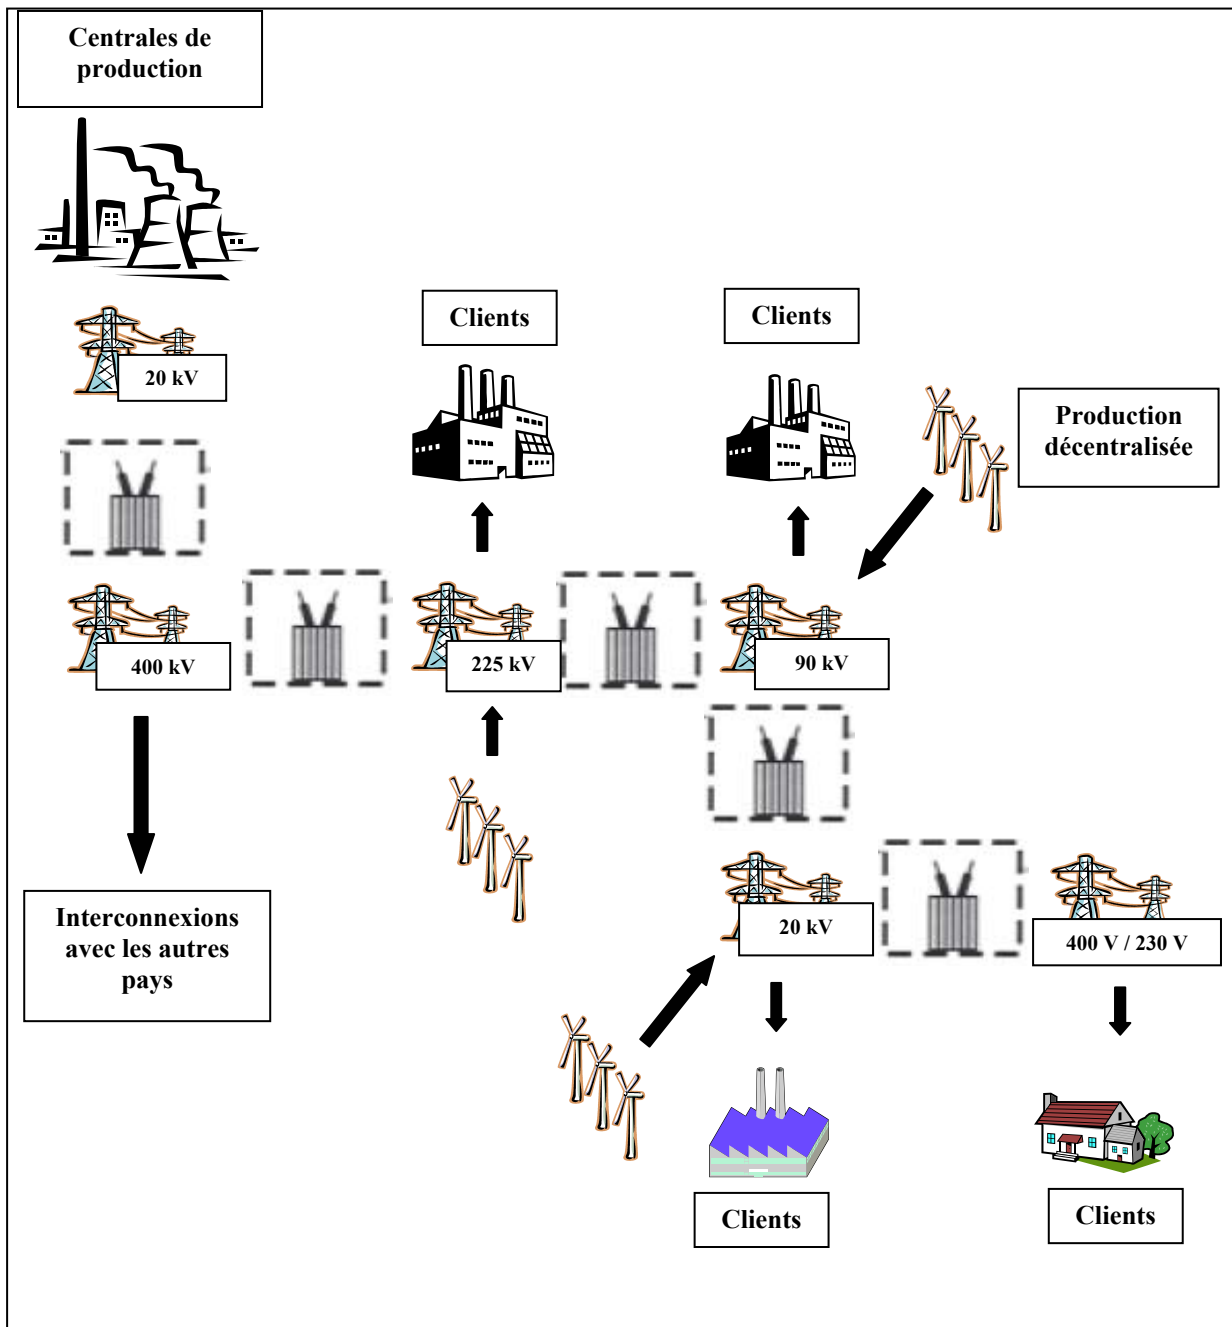 Centrales de
production
Clients
Clients
20 kV
Production
décentralisée
400 kV
225 kV
90 kV
Interconnexions
avec les autres
pays
20 kV
400 V / 230 V
Clients
Clients